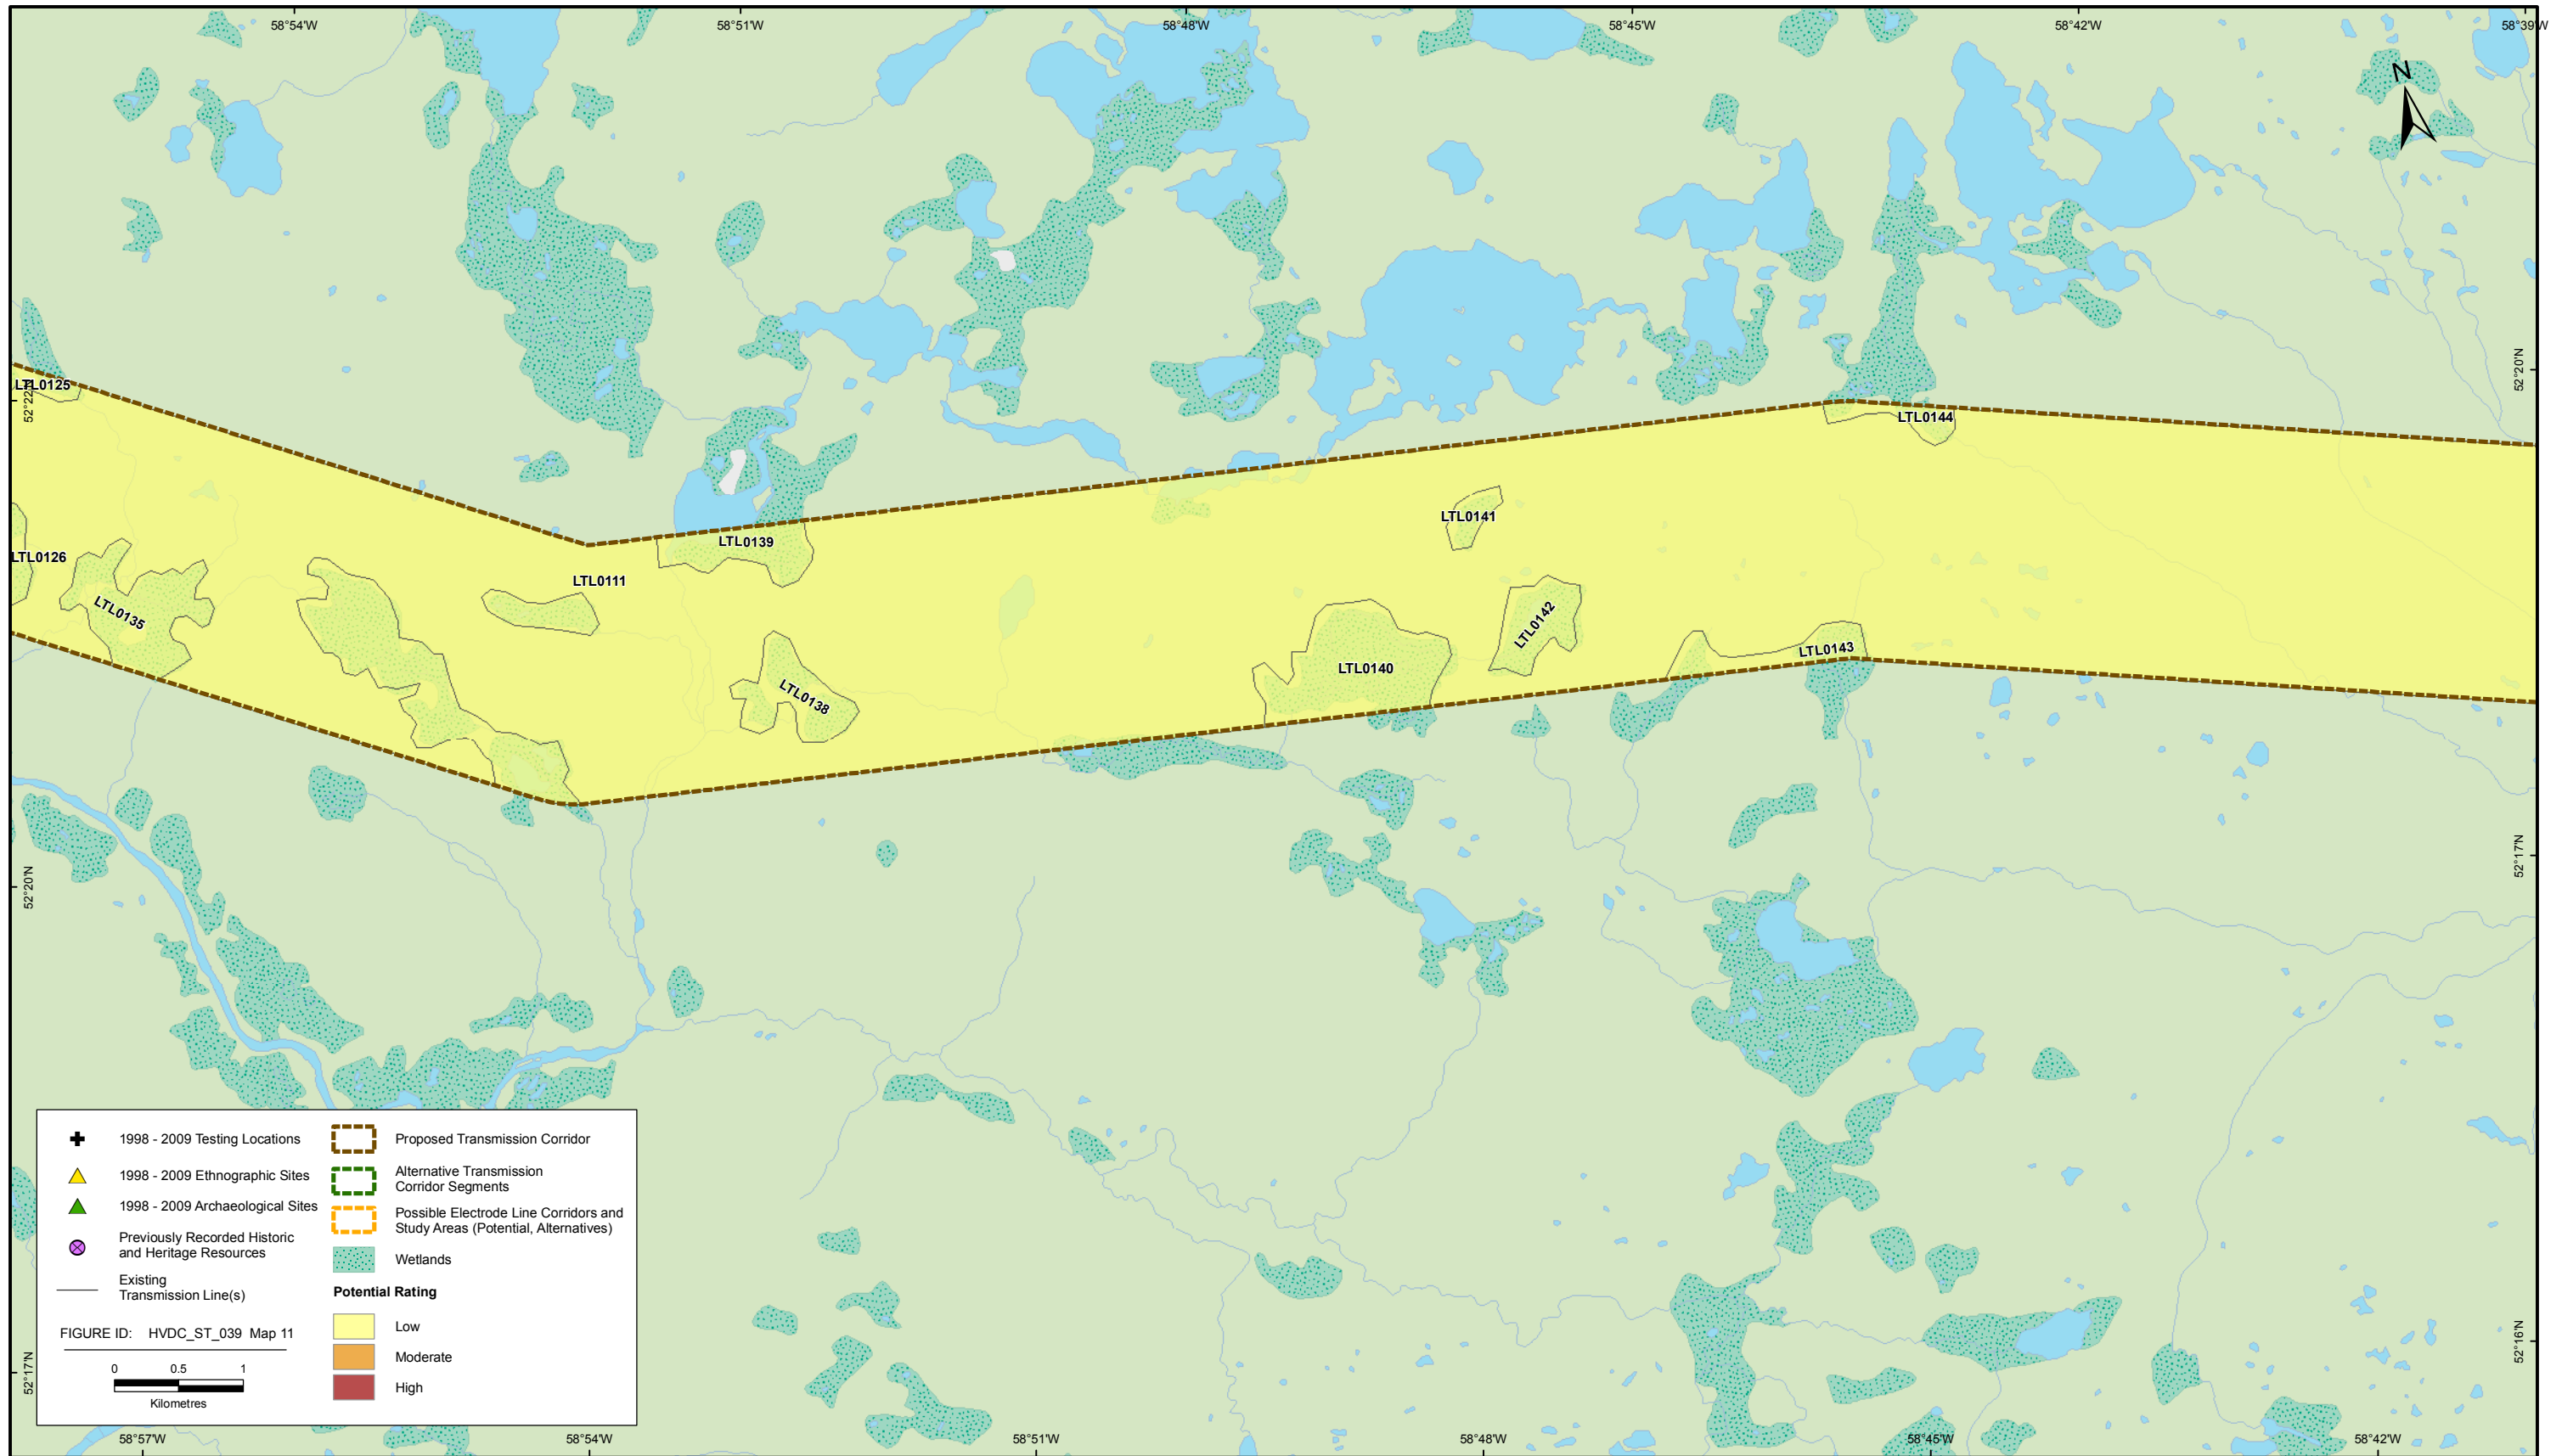 58°54'W
58°51'W
58°48'W
58°45'W
58°42'W
58°39'W
N
52°20'N
LTL0125
LTL0144
LTL0141
LTL0139
LTL0126
LTL0111
LTL0135
LTL0142
LTL0143
LTL0140
LTL0138
52°17'N
52°20'N
52°16'N
52°17'N
1998 - 2009 Testing Locations
1998 - 2009 Ethnographic Sites
1998 - 2009 Archaeological Sites
Previously Recorded Historic
and Heritage Resources
Existing
Transmission Line(s)
FIGURE ID: HVDC_ST_039 Map 11
0 0.5 1
Kilometres
Proposed Transmission Corridor
Alternative Transmission
Corridor Segments
Possible Electrode Line Corridors and
Study Areas (Potential, Alternatives)
Wetlands
Potential Rating
Low
Moderate
High
58°57'W
58°54'W
58°51'W
58°48'W
58°45'W
58°42'W